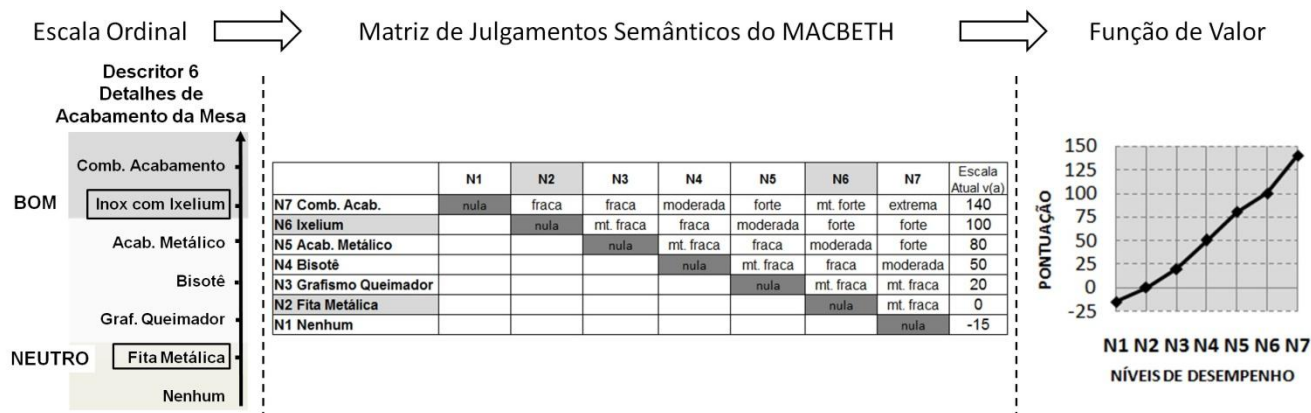 Escala Ordinal
Matriz de Julgamentos Semânticos do MACBETH
Função de Valor
Descritor 6
Detalhes de
Acabamento da Mesa
Comb. Acabamento
BOM
Inox com Ixelium
Acab. Metálico
Bisotê
Graf. Queimador
NEUTRO
Fita Metálica
Nenhum
N1 N2 N3 N4 N5 N6 N7 Escala Atual v(a)
N7 Comb. Acab. nula fraca fraca moderada forte mt. forte extrema 140
N6 Ixelium nula mt. fraca fraca moderada forte forte 100
N5 Acab. Metálico nula mt. fraca fraca moderada forte 80
N4 Bisotê nula mt. fraca fraca moderada 50
N3 Grafismo Queimador nula mt. fraca mt. fraca 20
N2 Fita Metálica nula mt. fraca 0
N1 Nenhum nula -15
PONTUAÇÃO
150
125
100
75
50
25
0
-25
N1 N2 N3 N4 N5 N6 N7
NÍVEIS DE DESEMPENHO